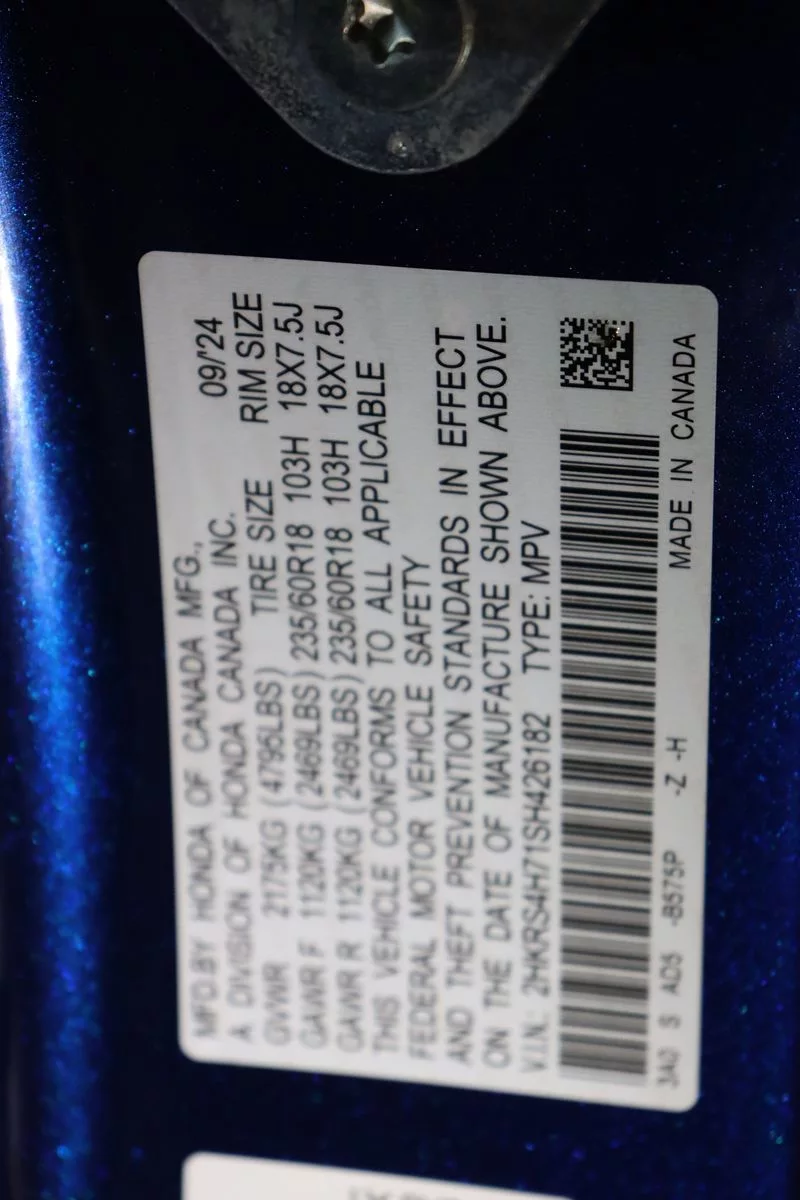 MFD.BY HONDA OF CANADA MFG., 09/'24
A DIVISION OF HONDA CANADA INC.
GVWR 2175KG (4795LBS) TIRE SIZE RIM SIZE
GAWR F 1120KG (2469LBS) 235/60R18 103H 18X7.5J
GAWR R 1120KG (2469LBS) 235/60R18 103H 18X7.5J
THIS VEHICLE CONFORMS TO ALL APPLICABLE
FEDERAL MOTOR VEHICLE SAFETY
AND THEFT PREVENTION STANDARDS IN EFFECT
ON THE DATE OF MANUFACTURE SHOWN ABOVE.
V.I.N.: 2HKRS4H71SH426182 TYPE: MPV
3A0 S AD5 -B575P -Z -H MADE IN CANADA